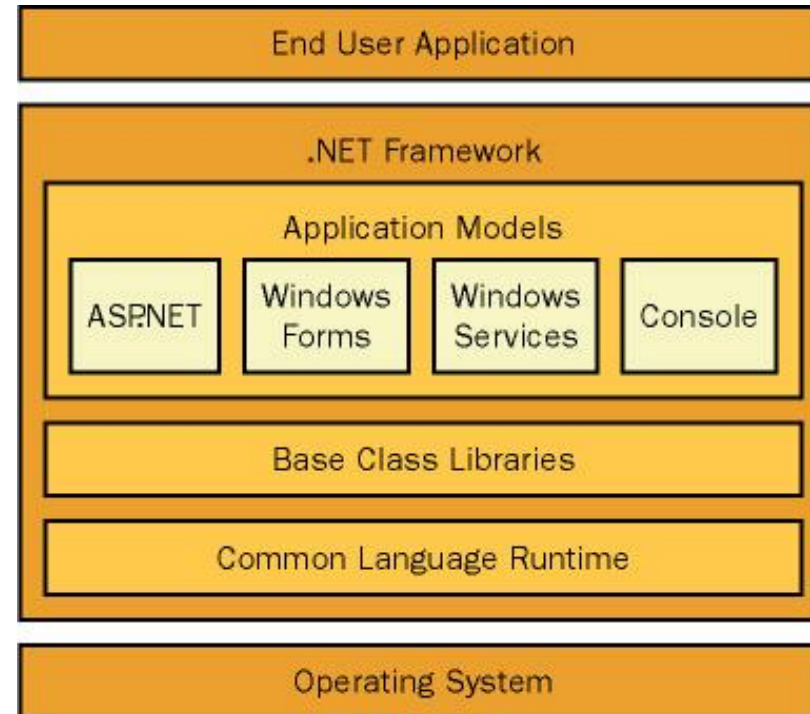 End User Application
.NET Framework
Application Models
ASP.NET
Windows
Forms
Windows
Services
Console
Base Class Libraries
Common Language Runtime
Operating System